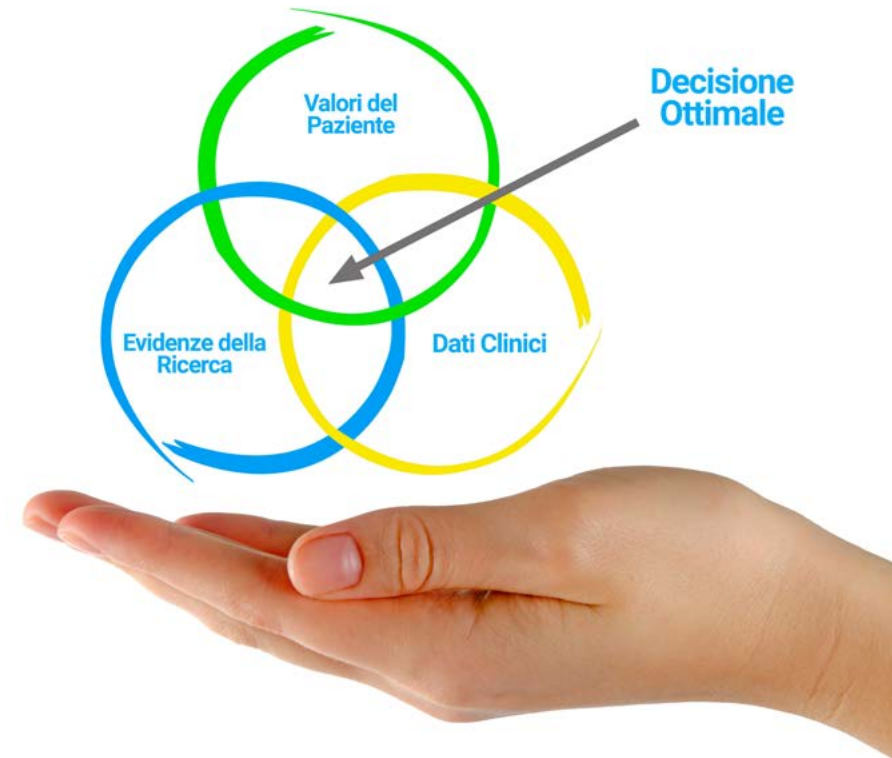 Valori del
Paziente
Decisione
Ottimale
Evidenze della
Ricerca
Dati Clinici